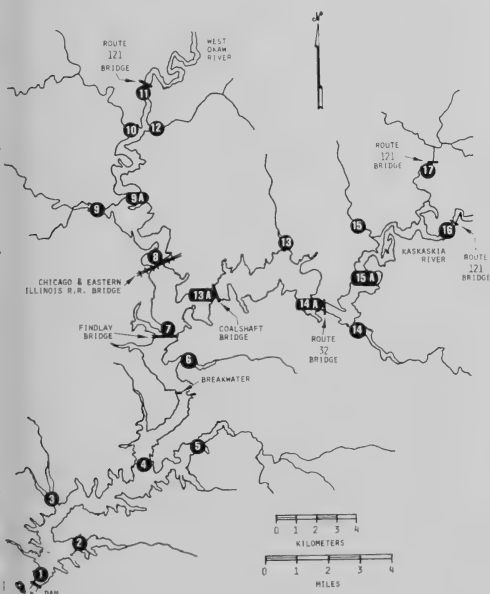 N
ROUTE
121
BRIDGE
WEST
OKAW
RIVER
11
10
12
ROUTE
121
BRIDGE
17
9
9A
15
16
KASKASKIA
RIVER
ROUTE
121
BRIDGE
8
13
CHICAGO & EASTERN
ILLINOIS R.R. BRIDGE
15A
13A
14A
COALSHAFT
BRIDGE
ROUTE
32
BRIDGE
14
FINDLAY
BRIDGE
7
6
BREAKWATER
5
4
3
2
1
DAM
0 1 2 3 4
KILOMETERS
0 2 4
MILES